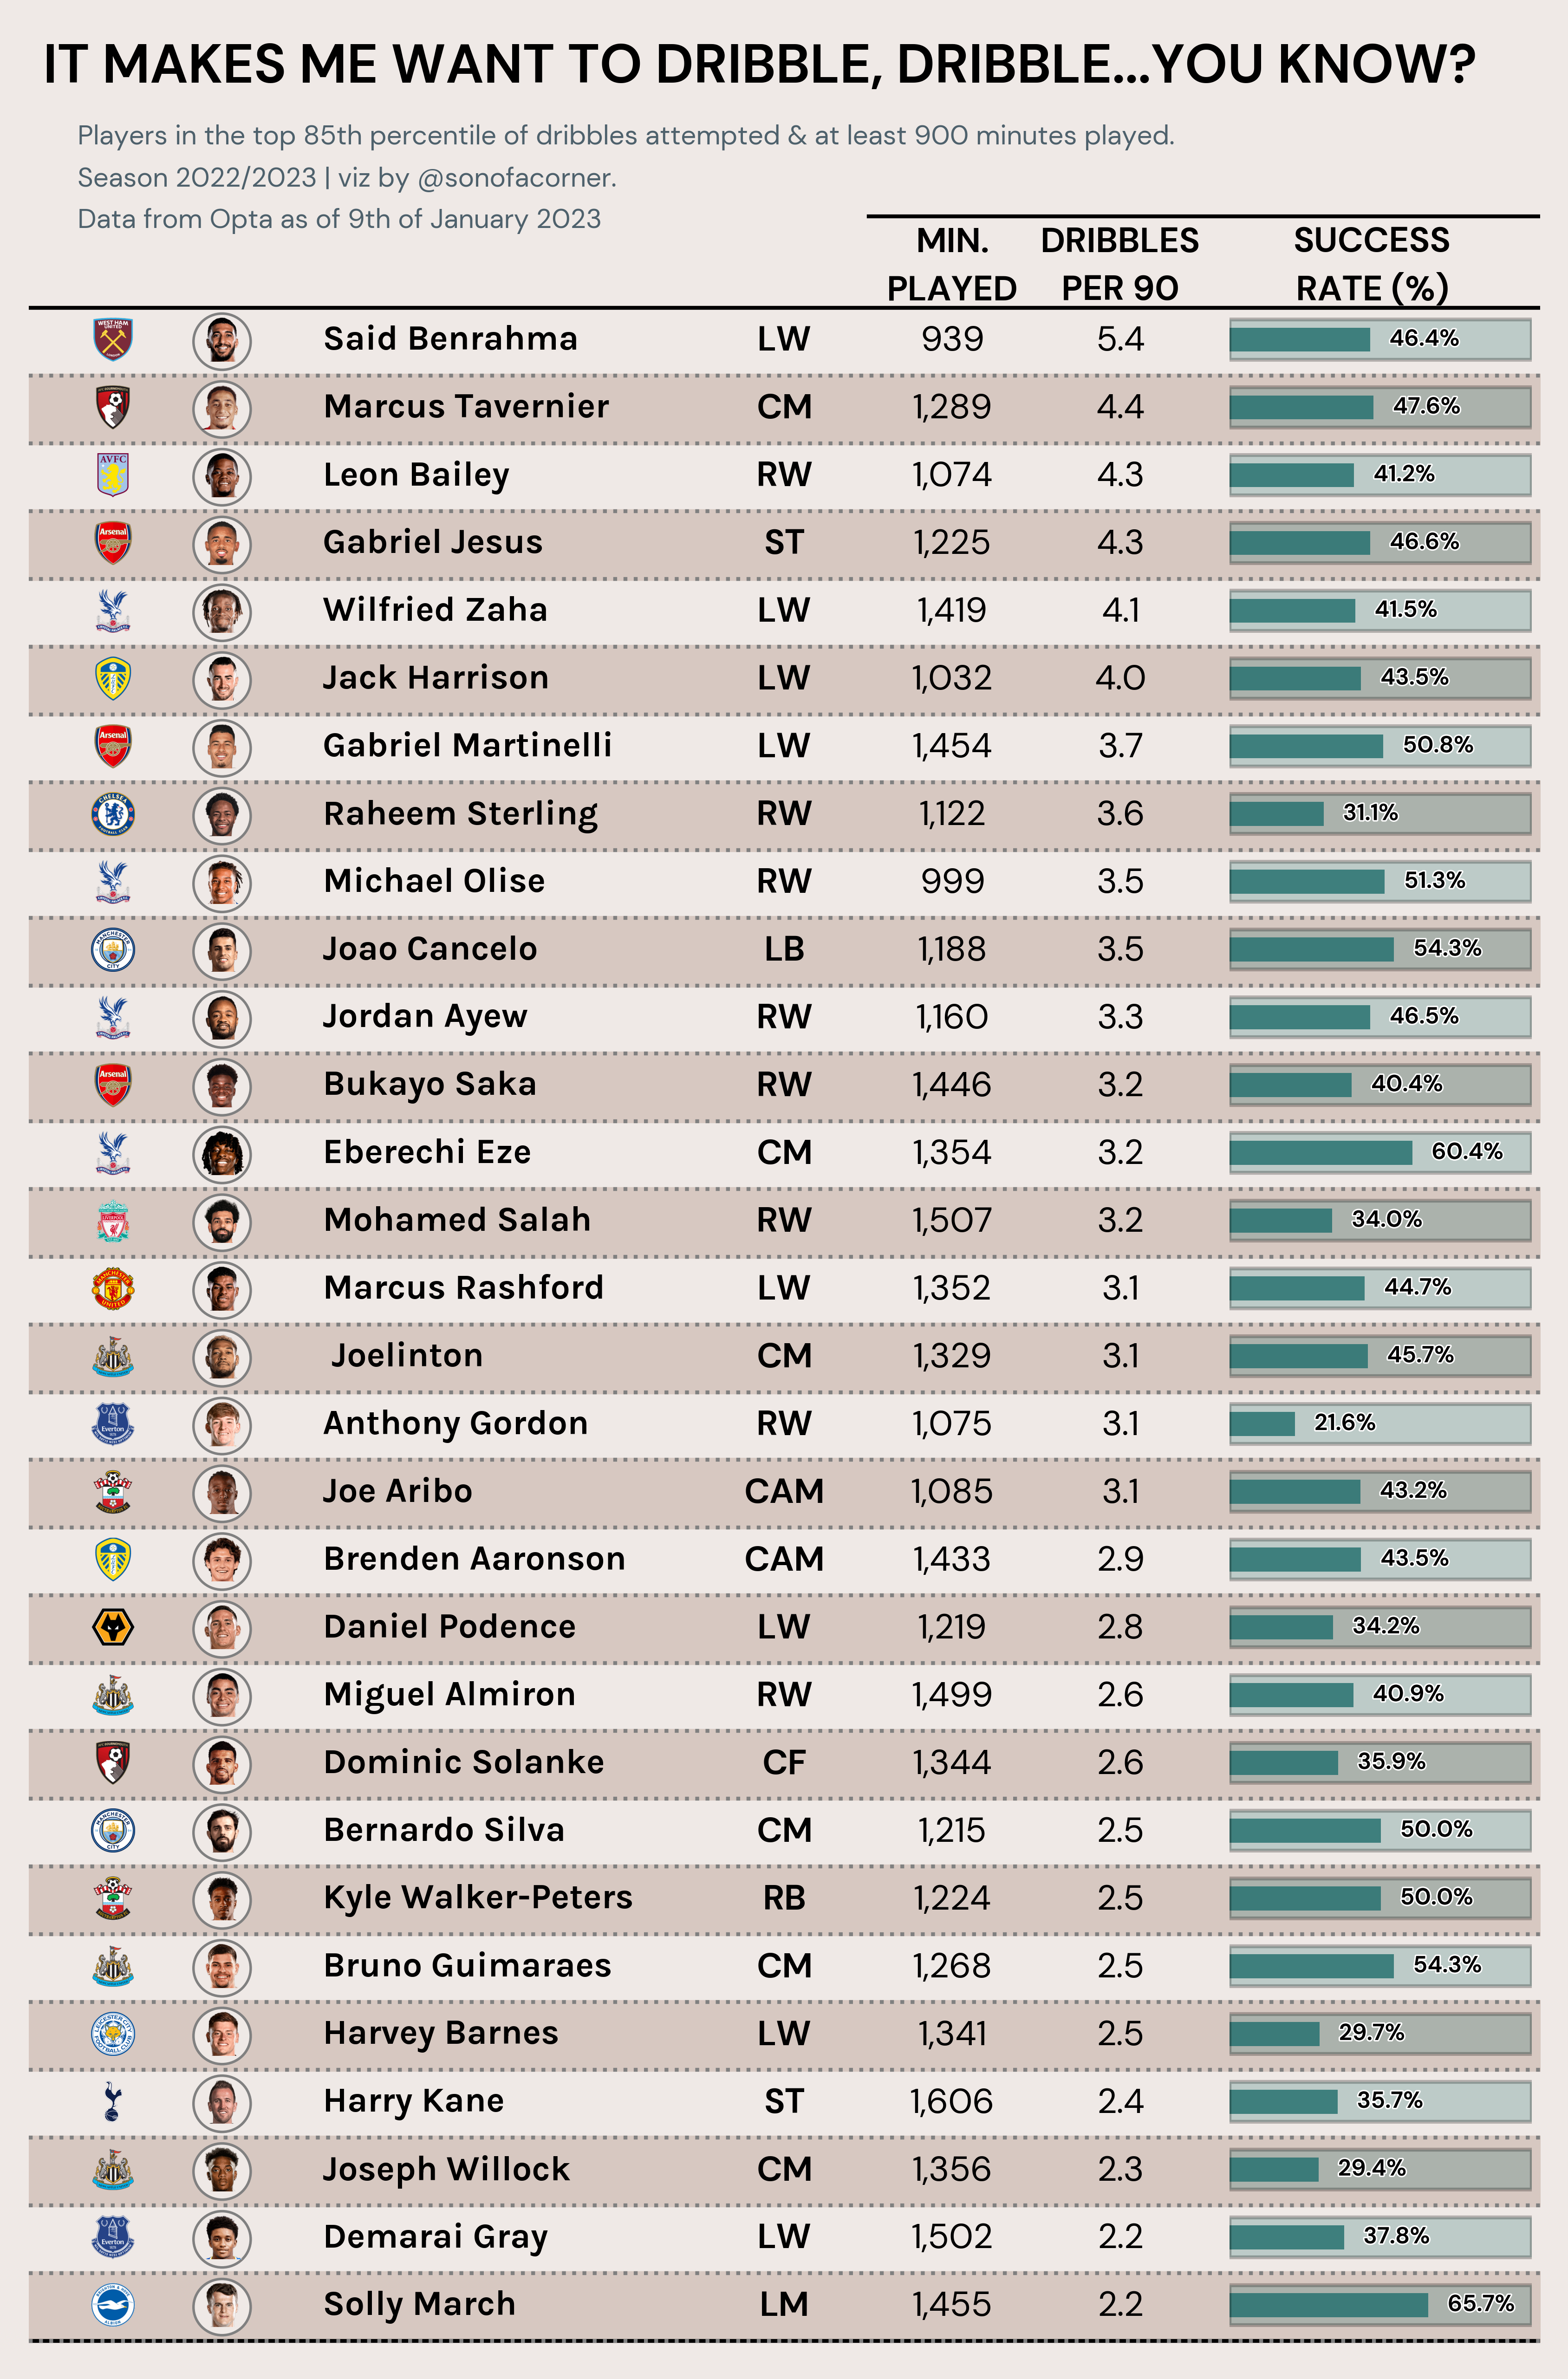 IT MAKES ME WANT TO DRIBBLE, DRIBBLE...YOU KNOW?
Players in the top 85th percentile of dribbles attempted & at least 900 minutes played.
Season 2022/2023 | viz by @sonofacorner.
Data from Opta as of 9th of January 2023
MIN. PLAYED DRIBBLES PER 90 SUCCESS RATE (%)
Said Benrahma LW 939 5.4 46.4%
Marcus Tavernier CM 1,289 4.4 47.6%
AVFC Leon Bailey RW 1,074 4.3 41.2%
Arsenal Gabriel Jesus ST 1,225 4.3 46.6%
Wilfried Zaha LW 1,419 4.1 41.5%
Jack Harrison LW 1,032 4.0 43.5%
Arsenal Gabriel Martinelli LW 1,454 3.7 50.8%
Raheem Sterling RW 1,122 3.6 31.1%
Michael Olise RW 999 3.5 51.3%
Joao Cancelo LB 1,188 3.5 54.3%
Jordan Ayew RW 1,160 3.3 46.5%
Arsenal Bukayo Saka RW 1,446 3.2 40.4%
Eberechi Eze CM 1,354 3.2 60.4%
Mohamed Salah RW 1,507 3.2 34.0%
Marcus Rashford LW 1,352 3.1 44.7%
Joelinton CM 1,329 3.1 45.7%
Everton Anthony Gordon RW 1,075 3.1 21.6%
Joe Aribo CAM 1,085 3.1 43.2%
Brenden Aaronson CAM 1,433 2.9 43.5%
Daniel Podence LW 1,219 2.8 34.2%
Miguel Almiron RW 1,499 2.6 40.9%
Dominic Solanke CF 1,344 2.6 35.9%
Bernardo Silva CM 1,215 2.5 50.0%
Kyle Walker-Peters RB 1,224 2.5 50.0%
Bruno Guimaraes CM 1,268 2.5 54.3%
Harvey Barnes LW 1,341 2.5 29.7%
Harry Kane ST 1,606 2.4 35.7%
Joseph Willock CM 1,356 2.3 29.4%
Everton Demarai Gray LW 1,502 2.2 37.8%
Solly March LM 1,455 2.2 65.7%